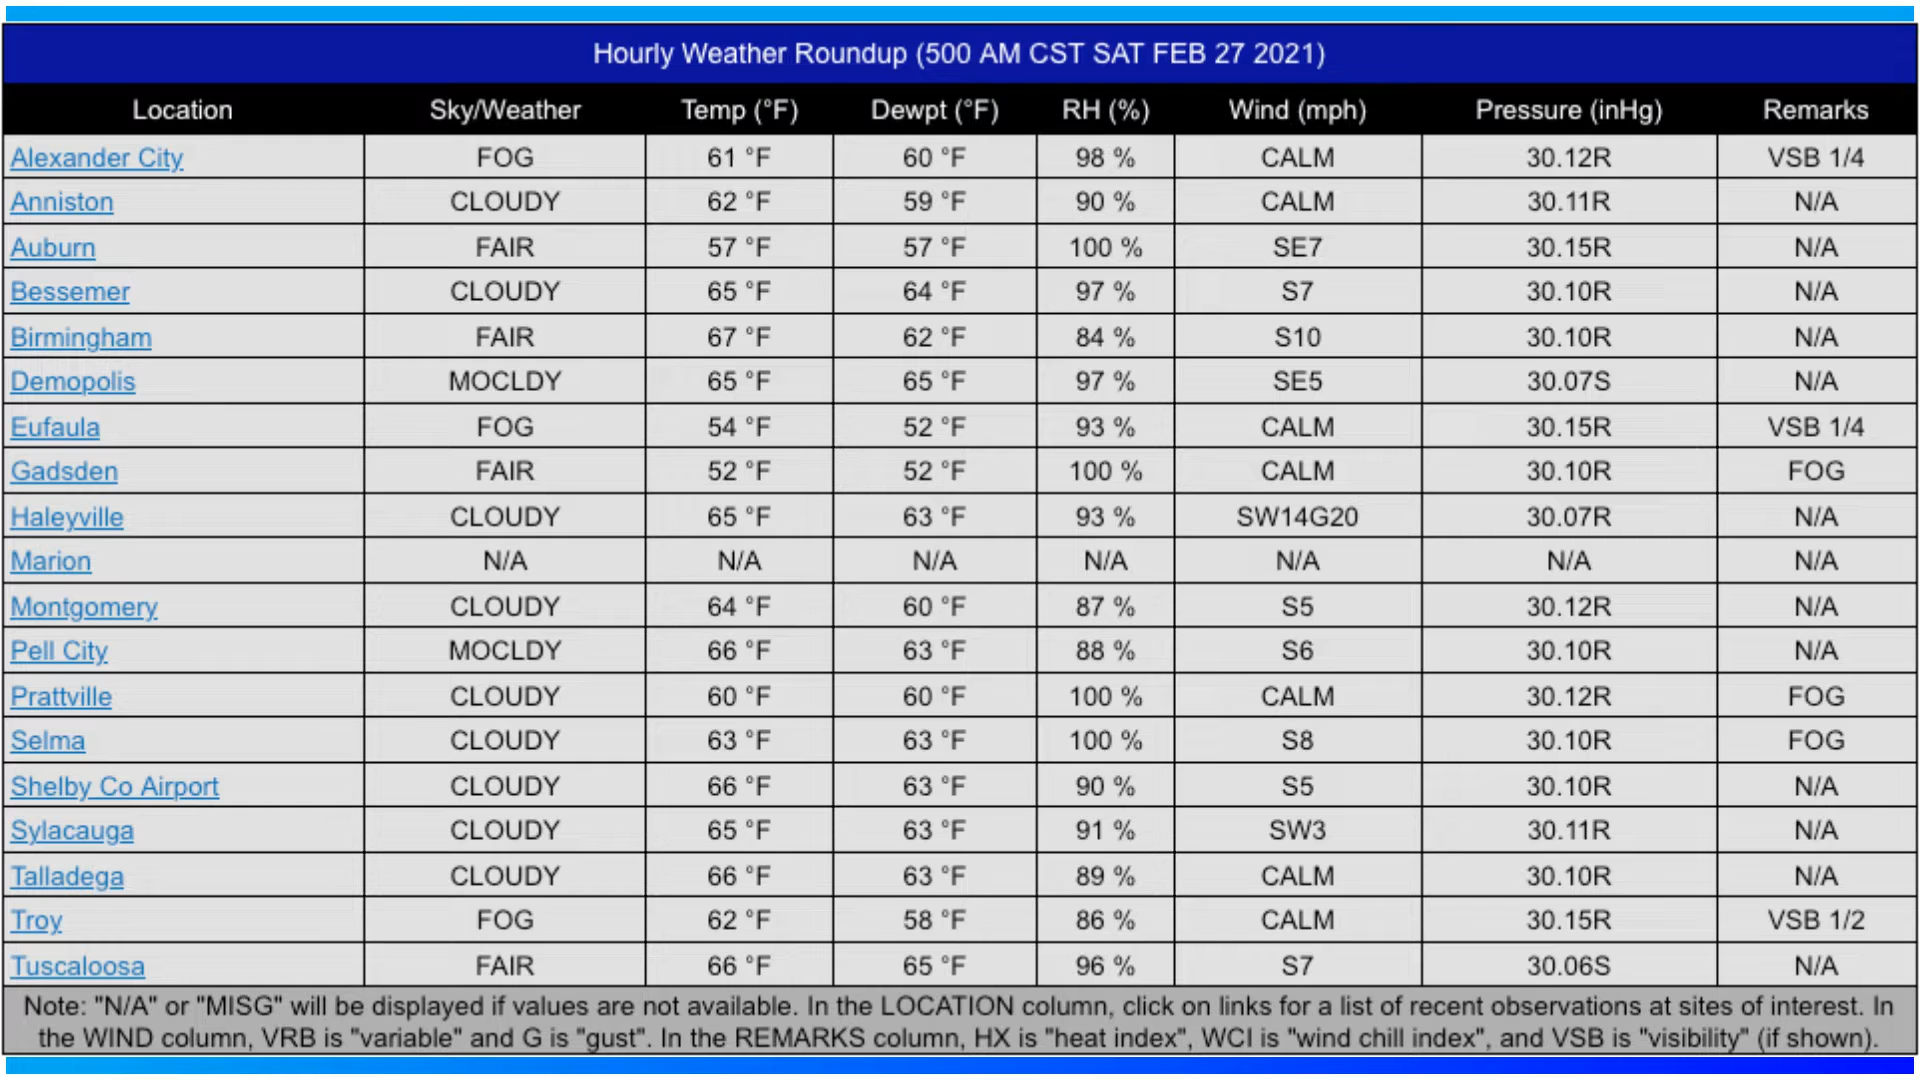 Hourly Weather Roundup (500 AM CST SAT FEB 27 2021)
Location Sky/Weather Temp (°F) Dewpt (°F) RH (%) Wind (mph) Pressure (inHg) Remarks
Alexander City FOG 61 °F 60 °F 98 % CALM 30.12R VSB 1/4
Anniston CLOUDY 62 °F 59 °F 90 % CALM 30.11R N/A
Auburn FAIR 57 °F 57 °F 100 % SE7 30.15R N/A
Bessemer CLOUDY 65 °F 64 °F 97 % S7 30.10R N/A
Birmingham FAIR 67 °F 62 °F 84 % S10 30.10R N/A
Demopolis MOCLDY 65 °F 65 °F 97 % SE5 30.07S N/A
Eufaula FOG 54 °F 52 °F 93 % CALM 30.15R VSB 1/4
Gadsden FAIR 52 °F 52 °F 100 % CALM 30.10R FOG
Haleyville CLOUDY 65 °F 63 °F 93 % SW14G20 30.07R N/A
Marion N/A N/A N/A N/A N/A N/A N/A
Montgomery CLOUDY 64 °F 60 °F 87 % S5 30.12R N/A
Pell City MOCLDY 66 °F 63 °F 88 % S6 30.10R N/A
Prattville CLOUDY 60 °F 60 °F 100 % CALM 30.12R FOG
Selma CLOUDY 63 °F 63 °F 100 % S8 30.10R FOG
Shelby Co Airport CLOUDY 66 °F 63 °F 90 % S5 30.10R N/A
Sylacauga CLOUDY 65 °F 63 °F 91 % SW3 30.11R N/A
Talladega CLOUDY 66 °F 63 °F 89 % CALM 30.10R N/A
Troy FOG 62 °F 58 °F 86 % CALM 30.15R VSB 1/2
Tuscaloosa FAIR 66 °F 65 °F 96 % S7 30.06S N/A
Note: "N/A" or "MISG" will be displayed if values are not available. In the LOCATION column, click on links for a list of recent observations at sites of interest. In
the WIND column, VRB is "variable" and G is "gust". In the REMARKS column, HX is "heat index", WCI is "wind chill index", and VSB is "visibility" (if shown).